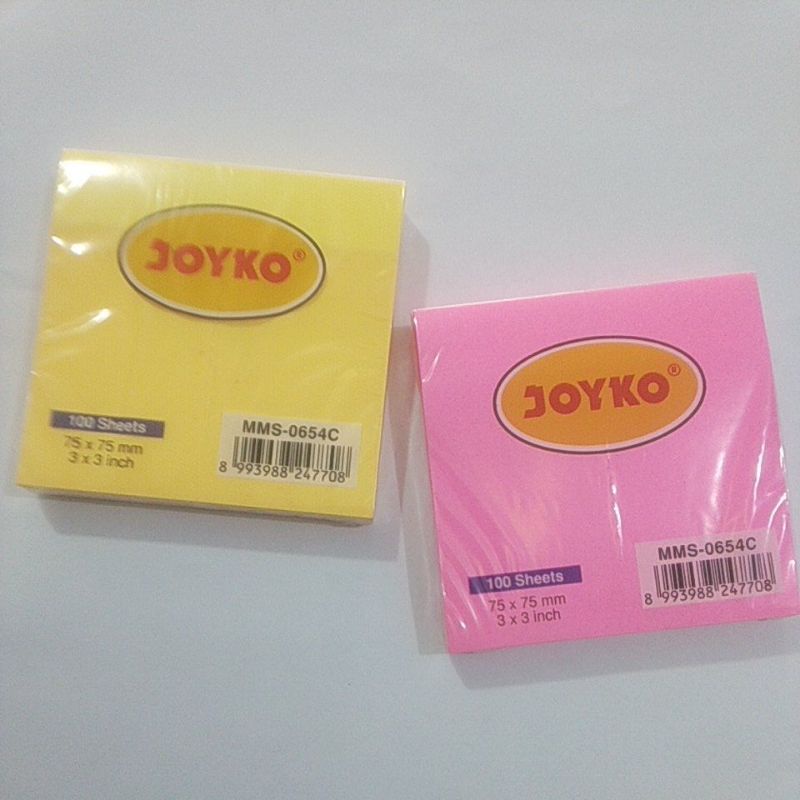 JOYKO®
100 Sheets
75 x 75 mm
3 x 3 inch
MMS-0654C
8 993988 247708
JOYKO®
100 Sheets
75 x 75 mm
3 x 3 inch
MMS-0654C
8 993988 247708